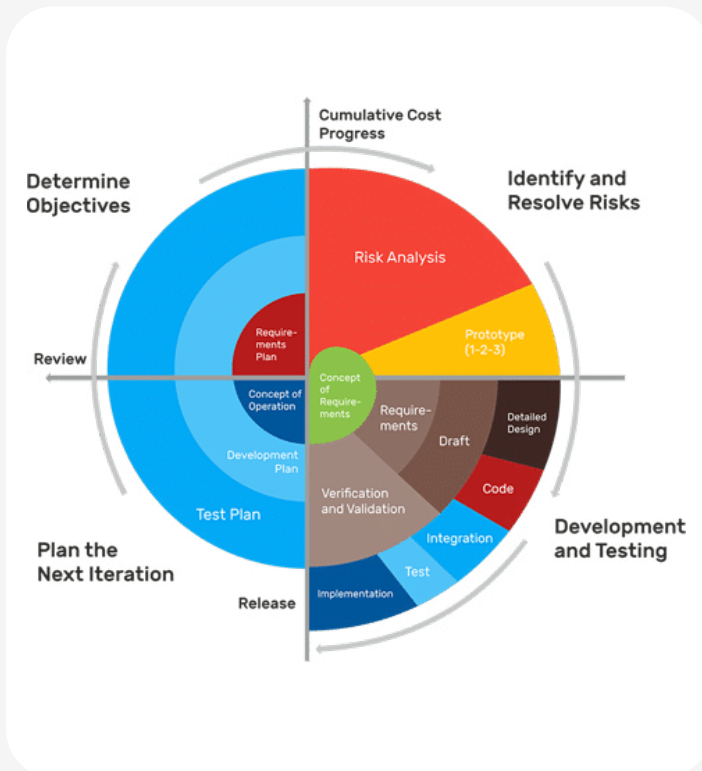 Cumulative Cost
Progress
Determine
Objectives
Identify and
Resolve Risks
Risk Analysis
Require-
ments
Plan
Prototype
(1-2-3)
Review
Concept of
Operation
Concept
of
Require-
ments
Require-
ments
Draft
Detailed
Design
Development
Plan
Code
Verification
and Validation
Test Plan
Integration
Development
and Testing
Plan the
Next Iteration
Test
Implementation
Release